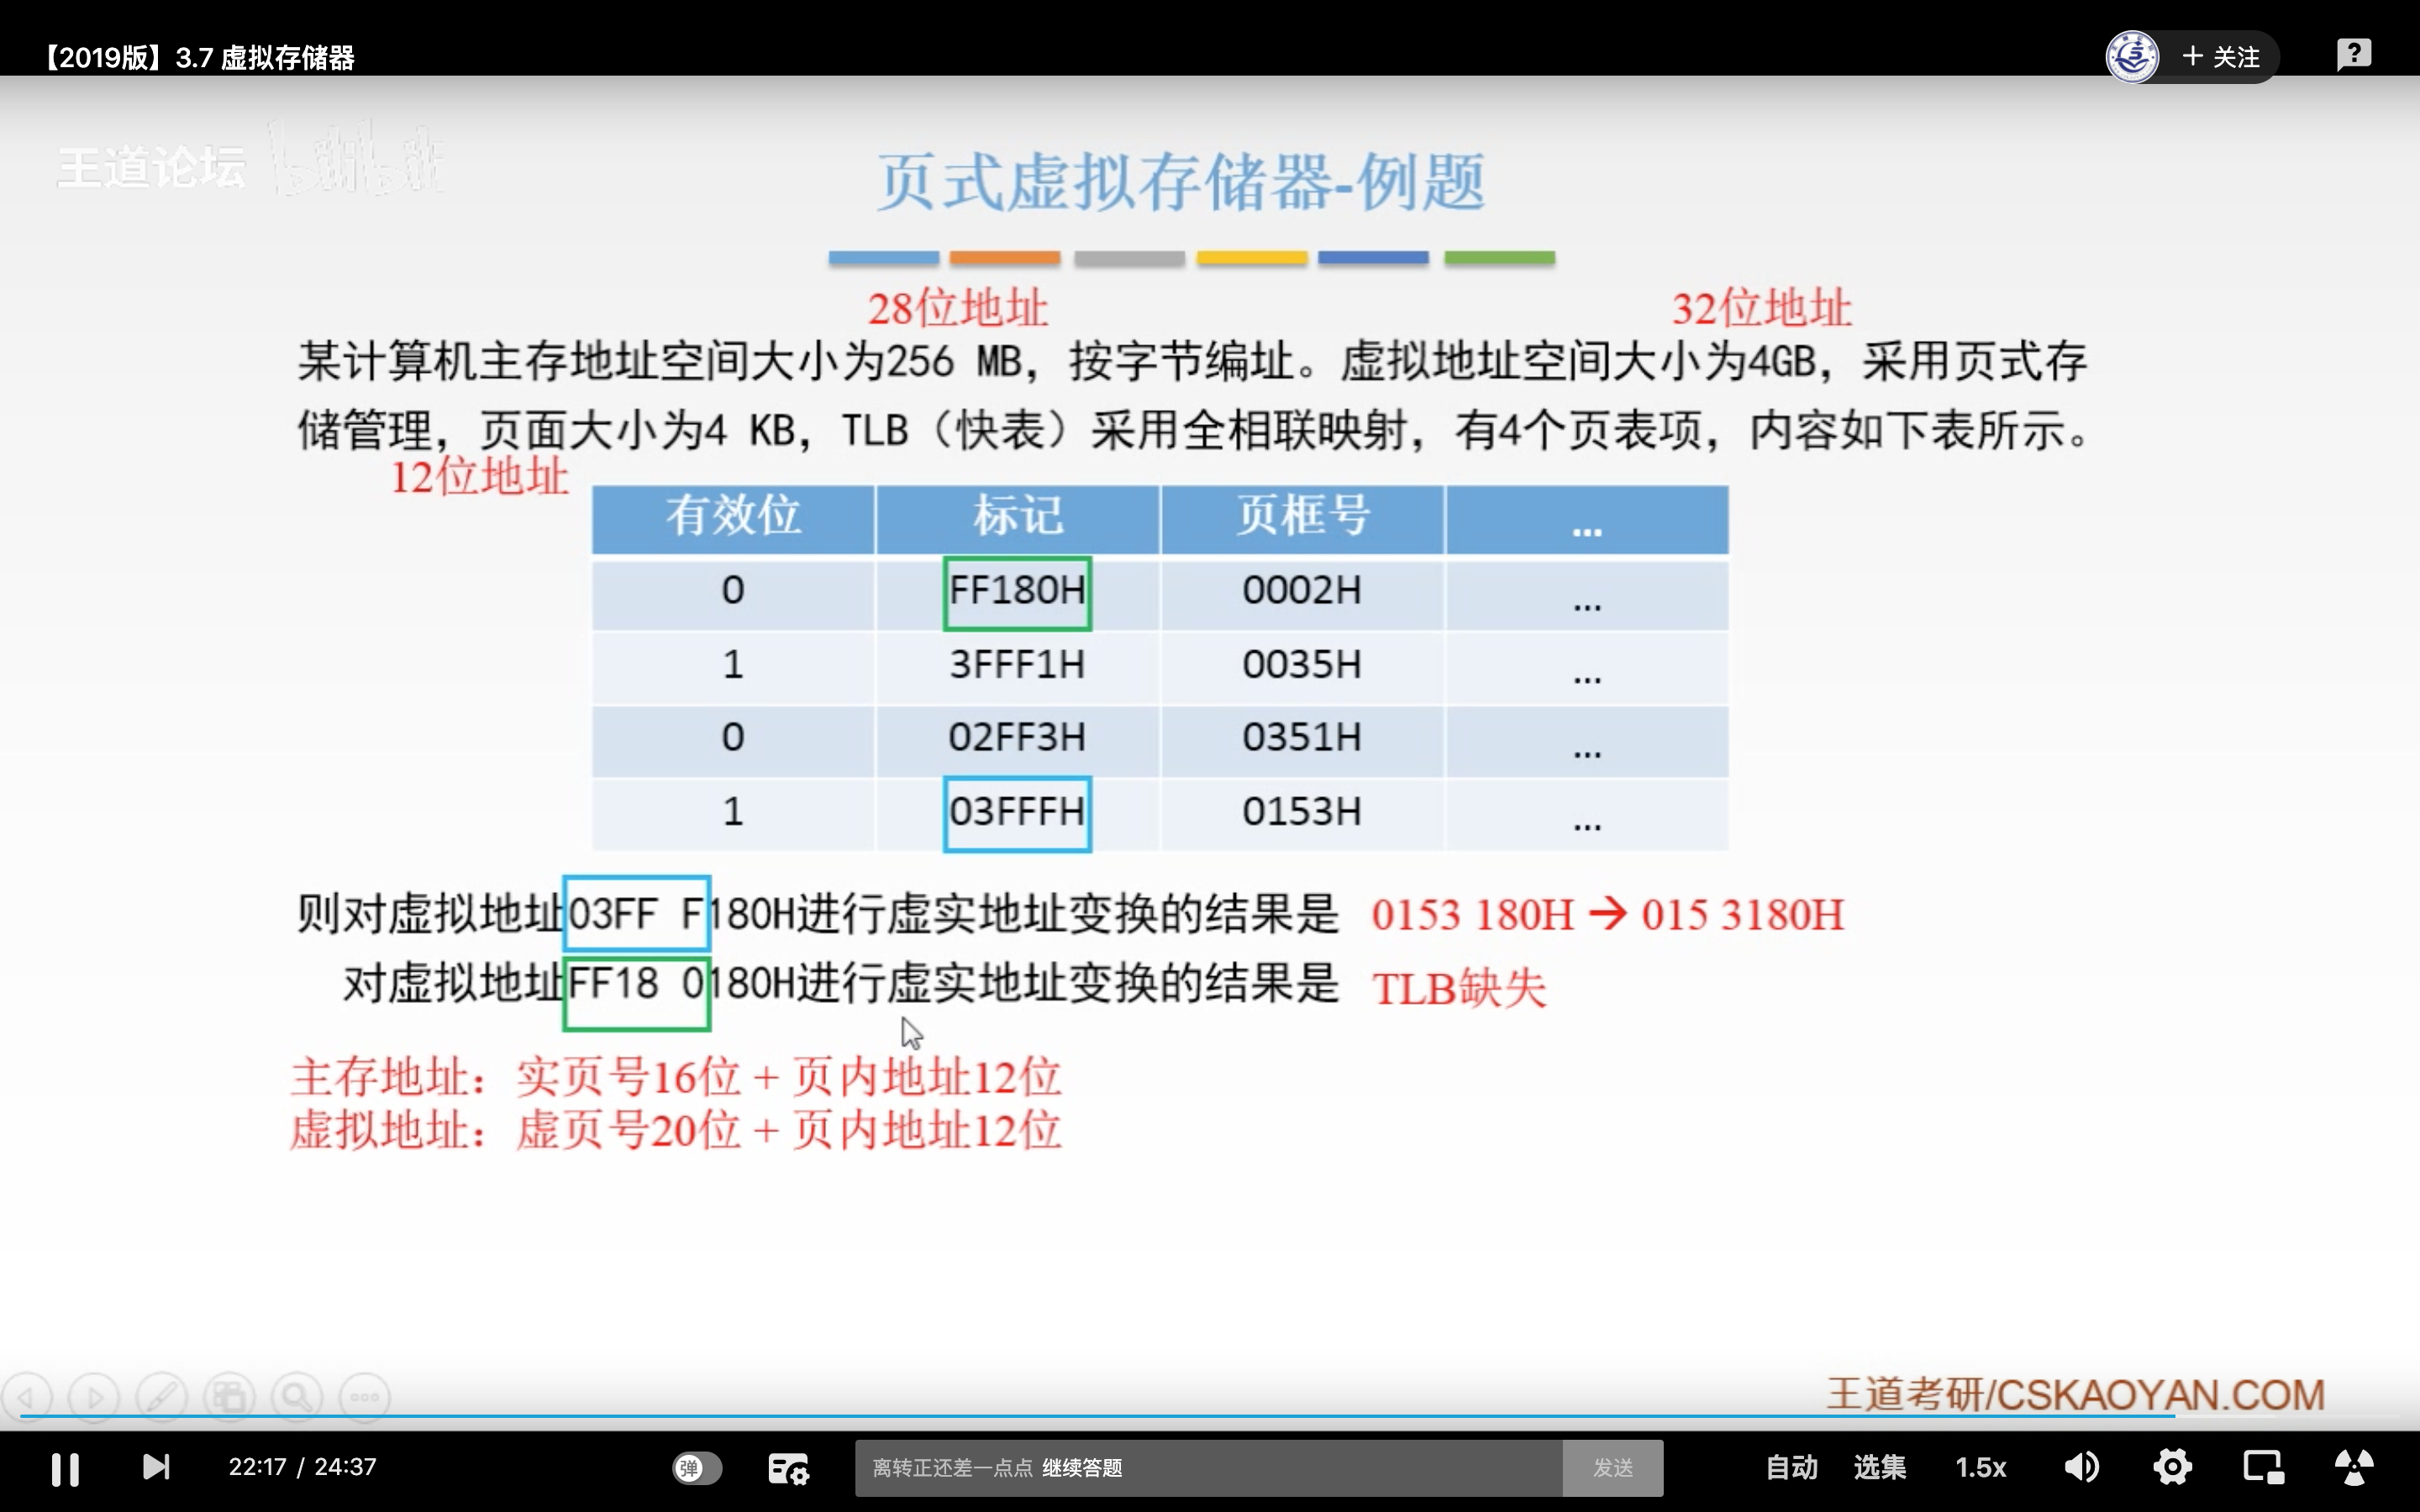 【2019版】3.7 虚拟存储器
+ 关注
?
王道论坛 bilibili
页式虚拟存储器-例题
28位地址 32位地址
某计算机主存地址空间大小为256 MB，按字节编址。虚拟地址空间大小为4GB，采用页式存
储管理，页面大小为4 KB，TLB（快表）采用全相联映射，有4个页表项，内容如下表所示。
12位地址
有效位 标记 页框号 ...
0 FF180H 0002H ...
1 3FFF1H 0035H ...
0 02FF3H 0351H ...
1 03FFFH 0153H ...
则对虚拟地址03FF F180H进行虚实地址变换的结果是 0153 180H → 015 3180H
对虚拟地址FF18 0180H进行虚实地址变换的结果是 TLB缺失
主存地址：实页号16位 + 页内地址12位
虚拟地址：虚页号20位 + 页内地址12位
王道考研/CSKAOYAN.COM
22:17 / 24:37 弹 离转正还差一点点 继续答题 发送 自动 选集 1.5x